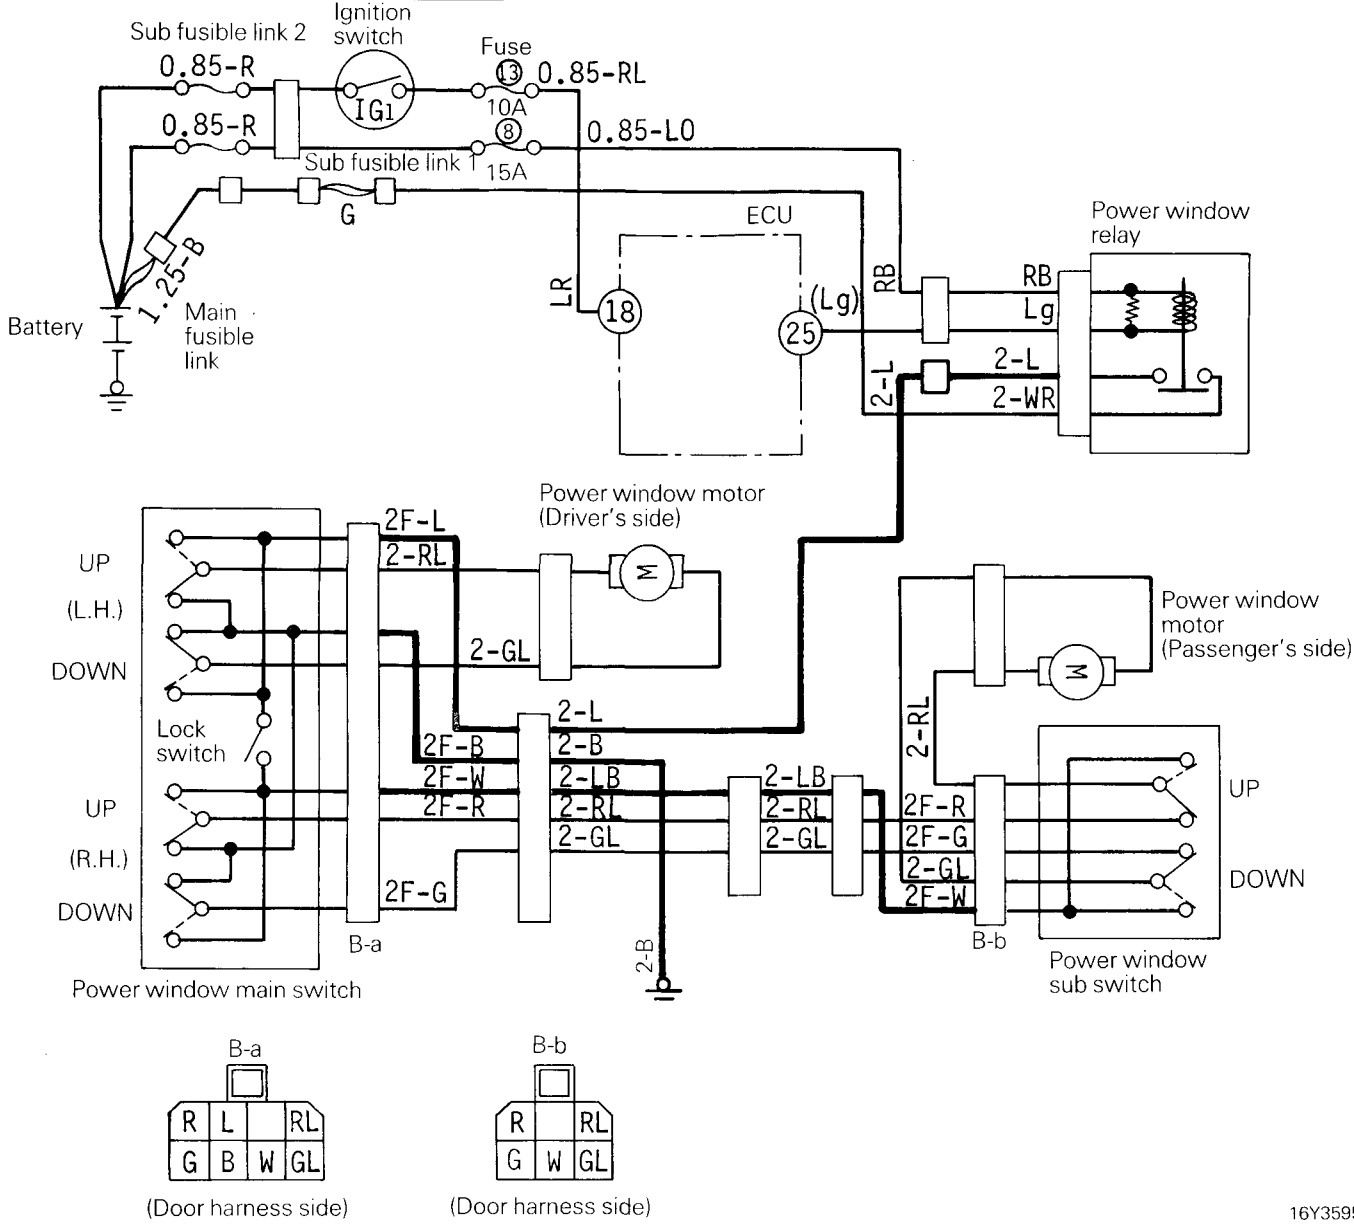 Ignition
switch
Sub fusible link 2
Fuse
0.85-R
13
0.85-RL
IG1
10A
0.85-R
8
0.85-LO
Sub fusible link 1
15A
G
ECU
Power window
relay
1.25-B
LR
18
RB
(Lg)
25
RB
Lg
Battery
Main
fusible
link
2-L
2-L
2-WR
Power window motor
(Driver's side)
M
2F-L
2-RL
UP
(L.H.)
DOWN
2-GL
Power window
motor
(Passenger's side)
M
2-RL
Lock
switch
2-L
2F-B
2-B
2F-W
2-LB
2-LB
2F-R
2-RL
2-RL
2F-R
UP
UP
2-GL
2-GL
2F-G
(R.H.)
2-GL
DOWN
2F-G
2F-W
DOWN
B-a
2-B
B-b
Power window main switch
Power window
sub switch
B-a
B-b
R L RL
G B W GL
R RL
G W GL
(Door harness side)
(Door harness side)
16Y3595